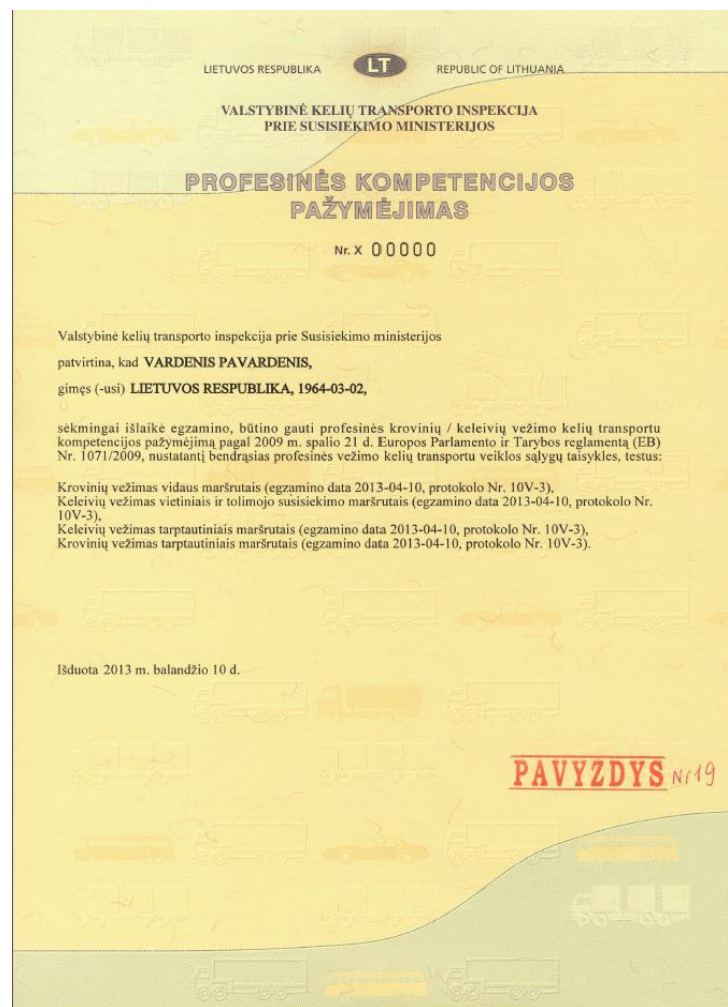 LIETUVOS RESPUBLIKA LT REPUBLIC OF LITHUANIA
VALSTYBINĖ KELIŲ TRANSPORTO INSPEKCIJA
PRIE SUSISIEKIMO MINISTERIJOS
PROFESINĖS KOMPETENCIJOS
PAŽYMĖJIMAS
Nr. X 00000
Valstybinė kelių transporto inspekcija prie Susisiekimo ministerijos
patvirtina, kad VARDENIS PAVARDENIS,
gimęs (-usi) LIETUVOS RESPUBLIKA, 1964-03-02,
sėkmingai išlaikė egzamino, būtino gauti profesinės krovinių / keleivių vežimo kelių transportu
kompetencijos pažymėjimą pagal 2009 m. spalio 21 d. Europos Parlamento ir Tarybos reglamentą (EB)
Nr. 1071/2009, nustatantį bendrąsias profesinės vežimo kelių transportu veiklos sąlygų taisykles, testus:
Krovinių vežimas vidaus maršrutais (egzamino data 2013-04-10, protokolo Nr. 10V-3),
Keleivių vežimas vietiniais ir tolimojo susisiekimo maršrutais (egzamino data 2013-04-10, protokolo Nr.
10V-3),
Keleivių vežimas tarptautiniais maršrutais (egzamino data 2013-04-10, protokolo Nr. 10V-3),
Krovinių vežimas tarptautiniais maršrutais (egzamino data 2013-04-10, protokolo Nr. 10V-3).
Išduota 2013 m. balandžio 10 d.
PAVYZDYS Nr 19